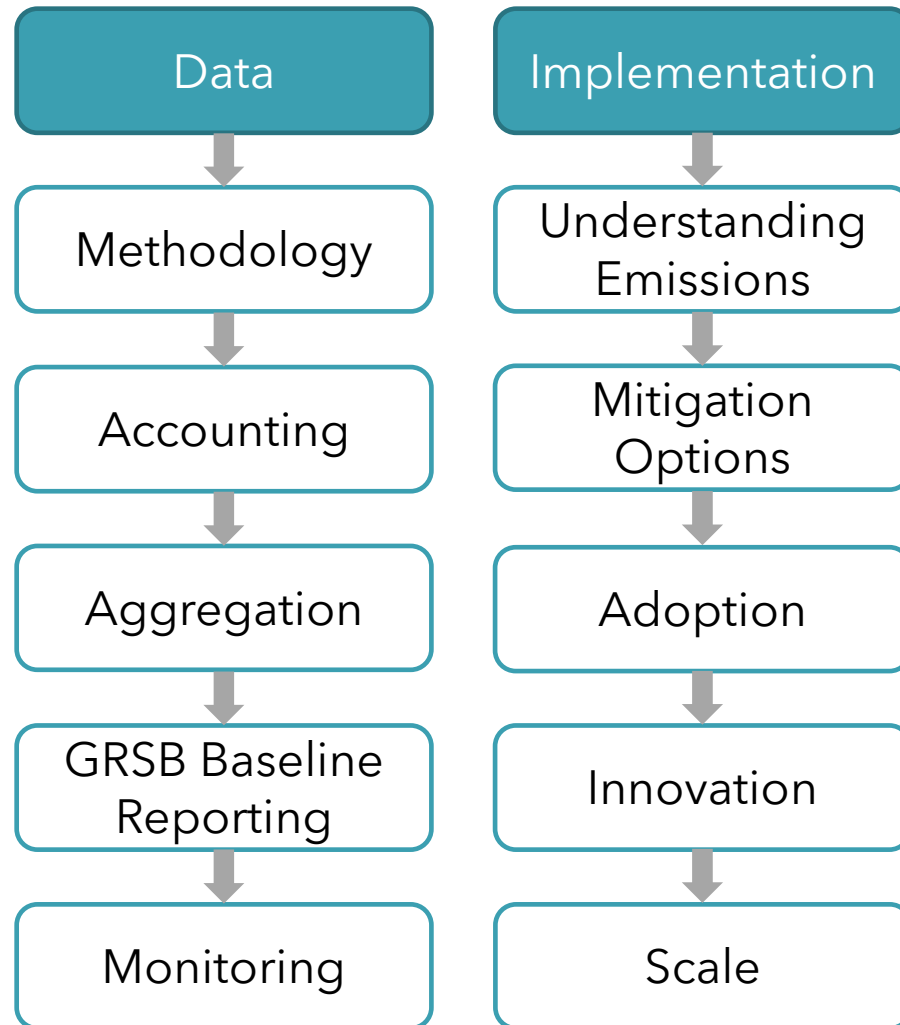 Data
Methodology
Accounting
Aggregation
GRSB Baseline
Reporting
Monitoring
Implementation
Understanding
Emissions
Mitigation
Options
Adoption
Innovation
Scale